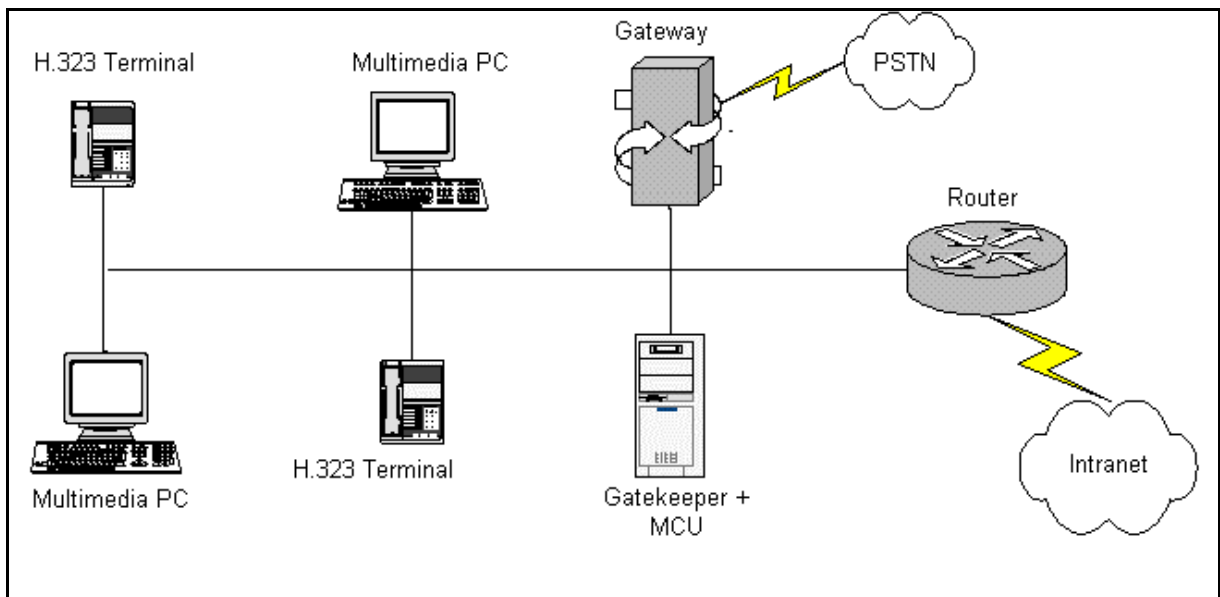 Gateway
PSTN
H.323 Terminal
Multimedia PC
Router
Multimedia PC
H.323 Terminal
Gatekeeper +
MCU
Intranet